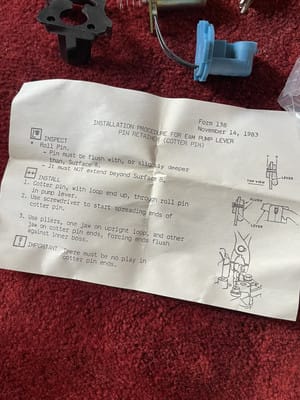 Form 138
November 14, 1983
INSTALLATION PROCEDURE FOR E&W PUMP LEVER
PIN RETAINER (COTTER PIN)
INSPECT
* Roll Pin.
- Pin must be flush with, or slightly deeper
than, Surface S.
- It must NOT extend beyond Surface S.
INSTALL
1. Cotter pin, with loop end up, through roll pin
in pump lever.
2. Use screwdriver to start spreading ends of
cotter pin.
3. Use pliers, one jaw on upright loop, and other
jaw on cotter pin ends, forcing ends flush
against inner boss.
IMPORTANT: There must be no play in
cotter pin ends.
LEVER
LEVER
LEVER